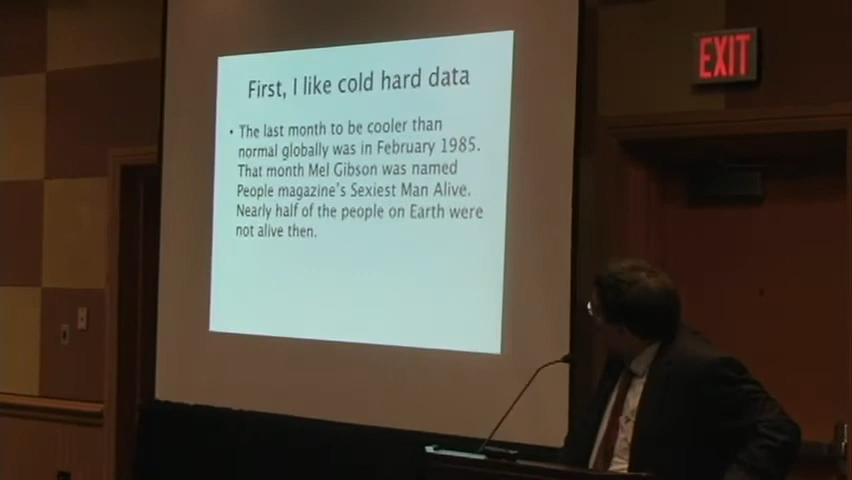 First, I like cold hard data
• The last month to be cooler than
normal globally was in February 1985.
That month Mel Gibson was named
People magazine's Sexiest Man Alive.
Nearly half of the people on Earth were
not alive then.
EXIT